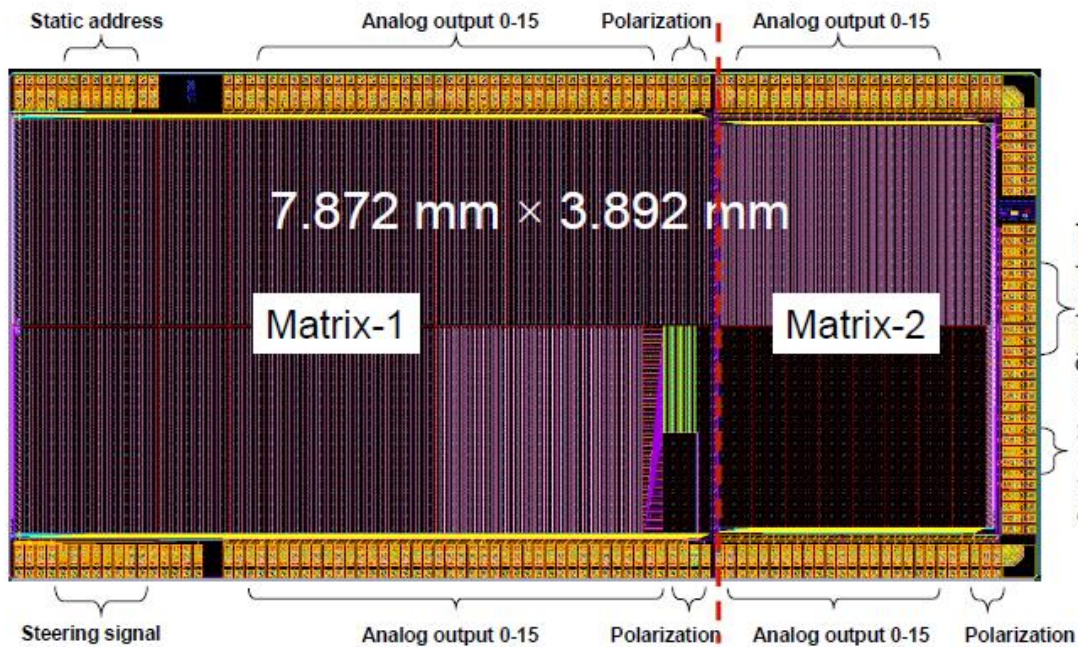 Static address
Analog output 0-15
Polarization
Analog output 0-15
7.872 mm × 3.892 mm
Matrix-1
Matrix-2
Steering signal
Analog output 0-15
Polarization
Analog output 0-15
Polarization